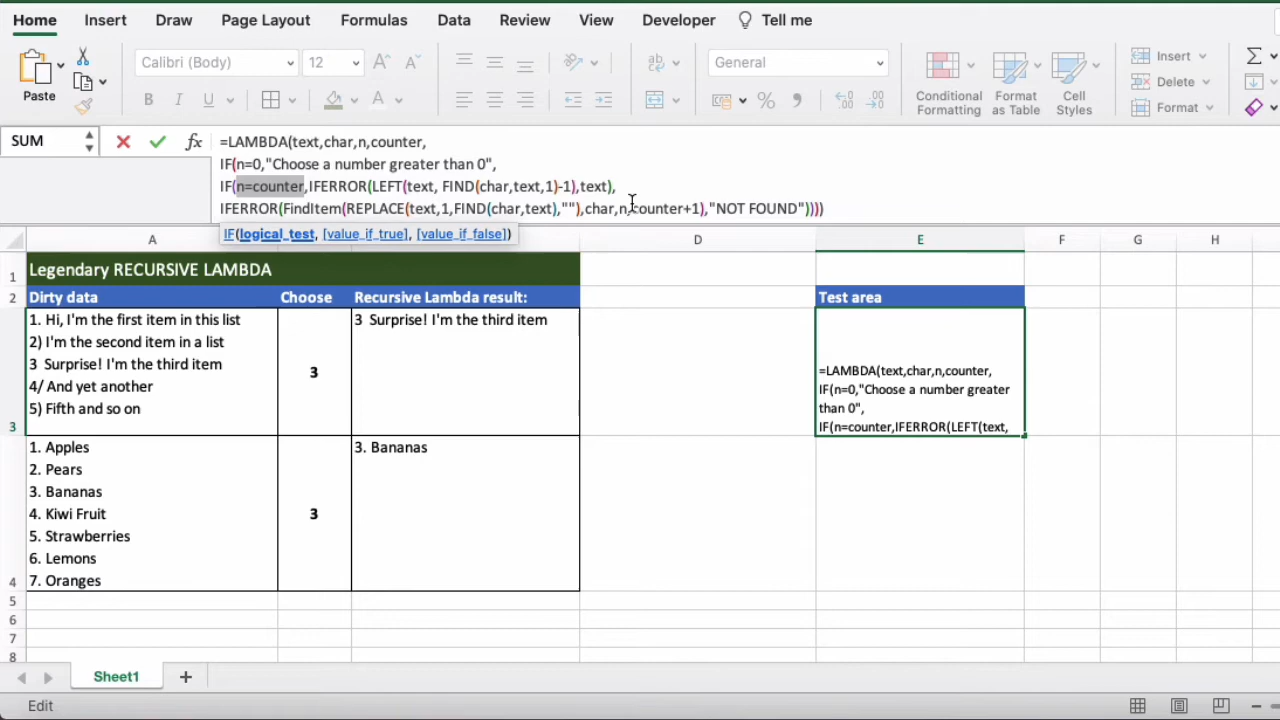 Home Insert Draw Page Layout Formulas Data Review View Developer Tell me
Paste
Calibri (Body) 12
General
Conditional Formatting
Format as Table
Cell Styles
Insert
Delete
Format
SUM
fx
=LAMBDA(text,char,n,counter,
IF(n=0,"Choose a number greater than 0",
IF(n=counter,IFERROR(LEFT(text, FIND(char,text,1)-1),text),
IFERROR(FindItem(REPLACE(text,1,FIND(char,text),""),char,n,counter+1),"NOT FOUND"))))
IF(logical_test, [value_if_true], [value_if_false])
A D E F G H
1 Legendary RECURSIVE LAMBDA
2 Dirty data Choose Recursive Lambda result: Test area
1. Hi, I'm the first item in this list
2) I'm the second item in a list
3 Surprise! I'm the third item
4/ And yet another
5) Fifth and so on
3
3 Surprise! I'm the third item
=LAMBDA(text,char,n,counter,
IF(n=0,"Choose a number greater
than 0",
IF(n=counter,IFERROR(LEFT(text,
3
1. Apples
2. Pears
3. Bananas
4. Kiwi Fruit
5. Strawberries
6. Lemons
7. Oranges
3
3. Bananas
4
5
6
7
8
Sheet1
Edit